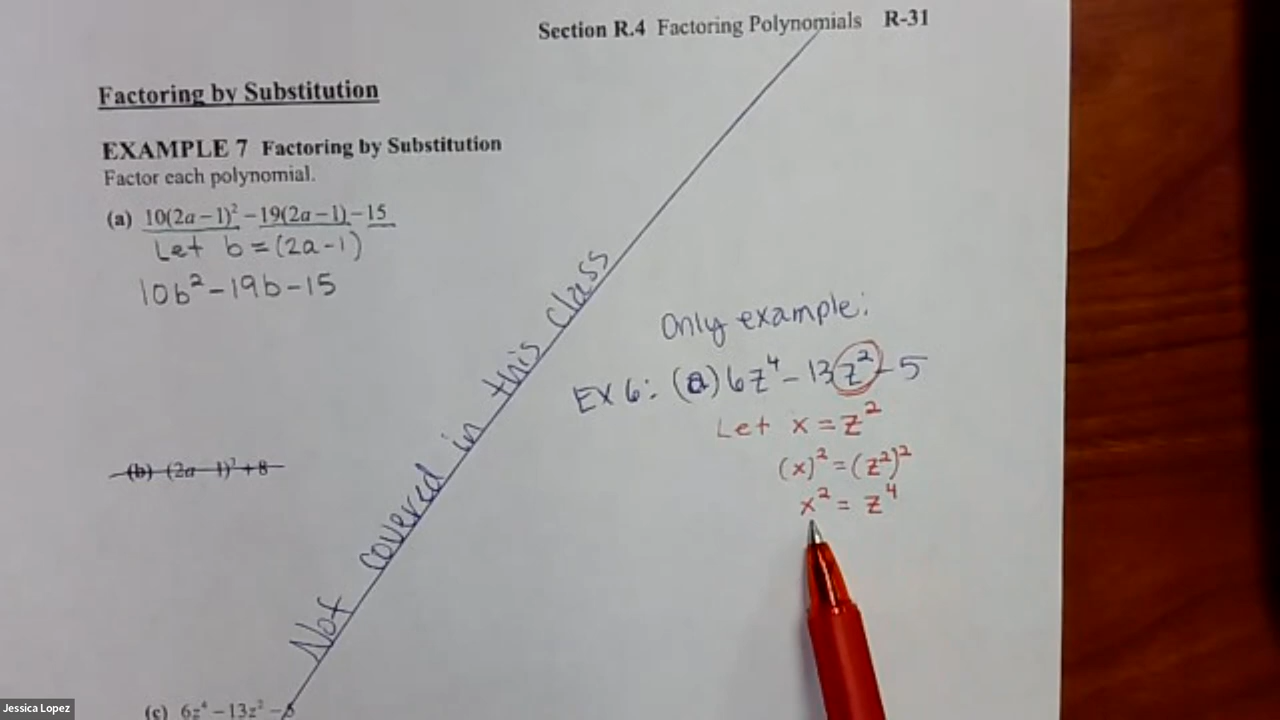 Section R.4 Factoring Polynomials R-31
Factoring by Substitution
EXAMPLE 7 Factoring by Substitution
Factor each polynomial.
(a) 10(2a−1)² −19(2a−1)−15
Let b = (2a-1)
10b² - 19b - 15
Not covered in this class
Only example:
EX 6: (a) 6z⁴ - 13z² - 5
Let x = z²
(x)² = (z²)²
x² = z⁴
(b) (2a−1)³+8
(c) 6z⁴ −13z² −5
Jessica Lopez